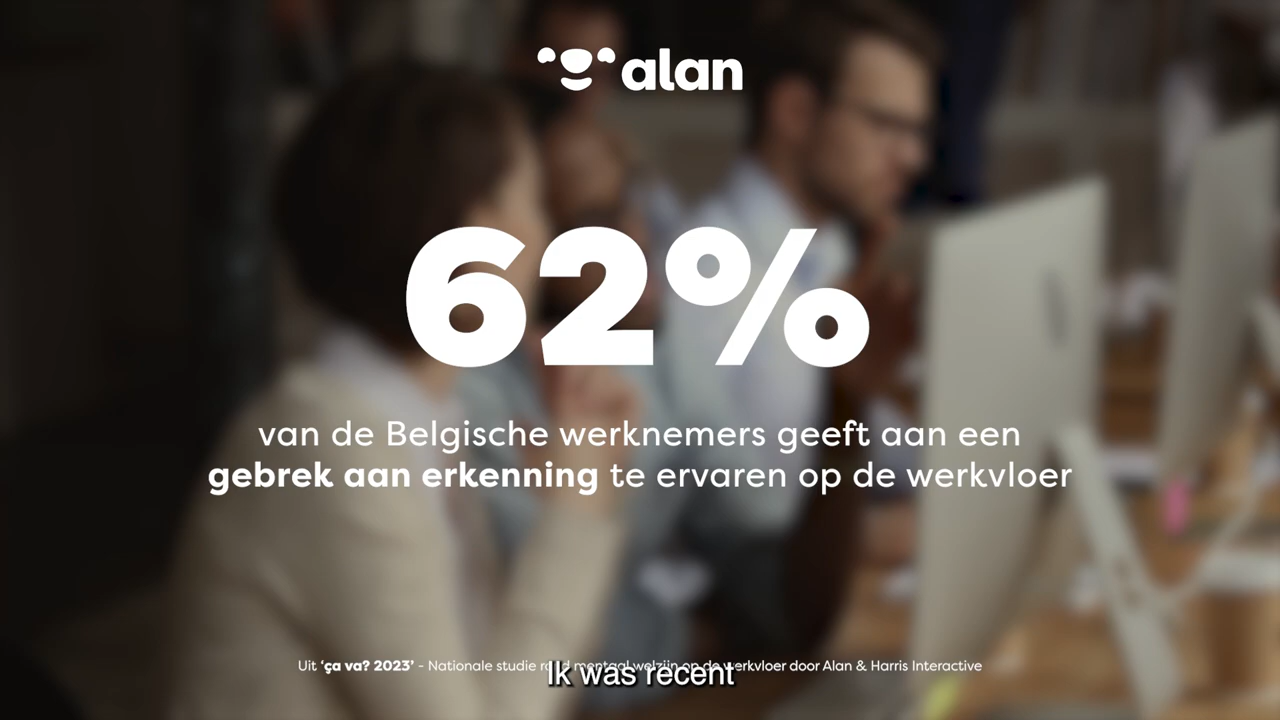 alan
62%
van de Belgische werknemers geeft aan een
gebrek aan erkenning te ervaren op de werkvloer
Uit ‘ça va? 2023’ - Nationale studie rond mentaal welzijn op de werkvloer door Alan & Harris Interactive
Ik was recent